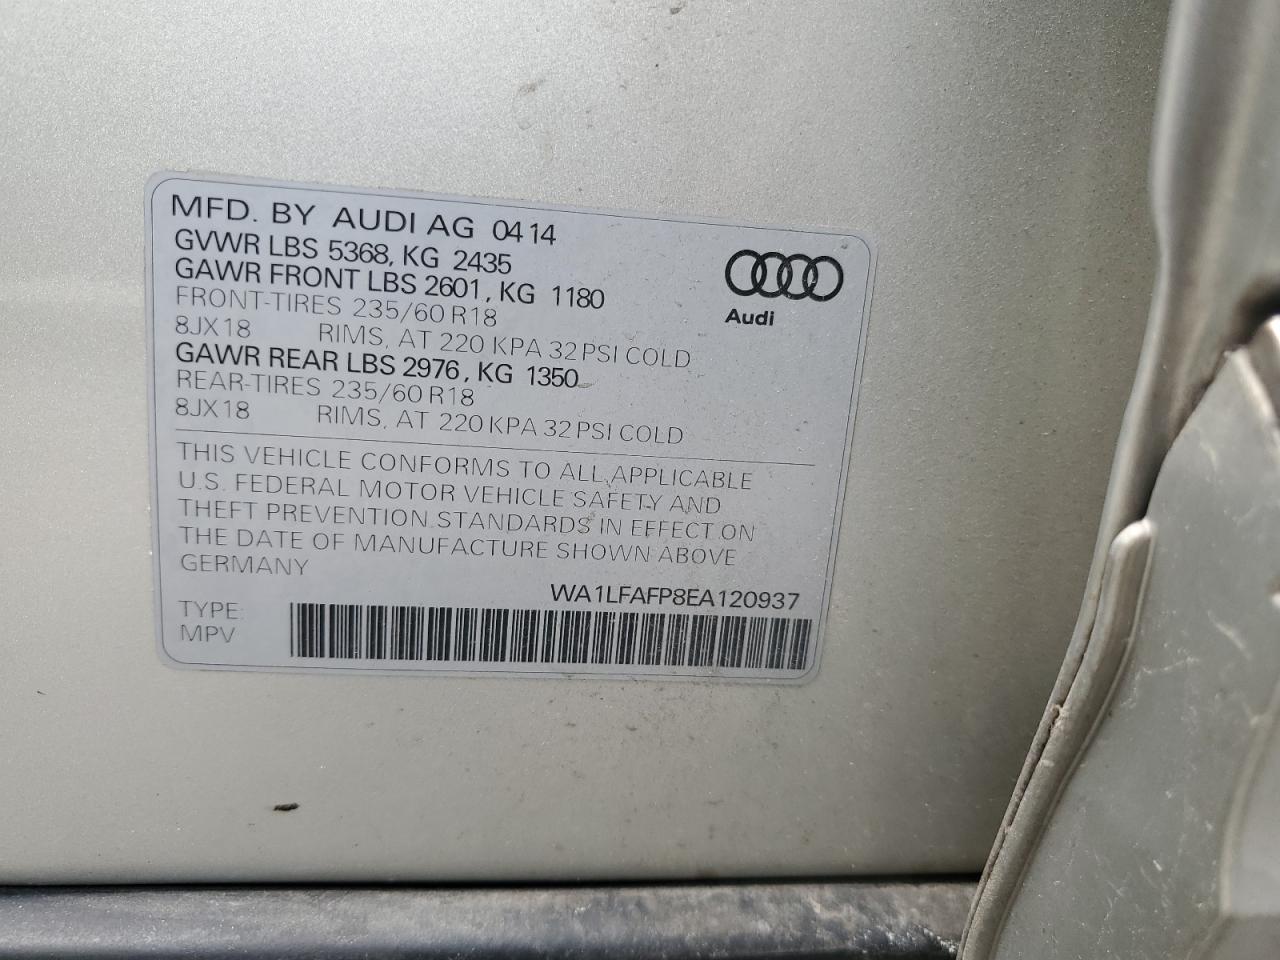 MFD. BY AUDI AG 0414
GVWR LBS 5368, KG 2435
GAWR FRONT LBS 2601, KG 1180
FRONT-TIRES 235/60 R18
8JX18 RIMS, AT 220 KPA 32 PSI COLD
GAWR REAR LBS 2976, KG 1350
REAR-TIRES 235/60 R18
8JX18 RIMS, AT 220 KPA 32 PSI COLD
Audi
THIS VEHICLE CONFORMS TO ALL APPLICABLE
U.S. FEDERAL MOTOR VEHICLE SAFETY AND
THEFT PREVENTION STANDARDS IN EFFECT ON
THE DATE OF MANUFACTURE SHOWN ABOVE
GERMANY
WA1LFAFP8EA120937
TYPE:
MPV